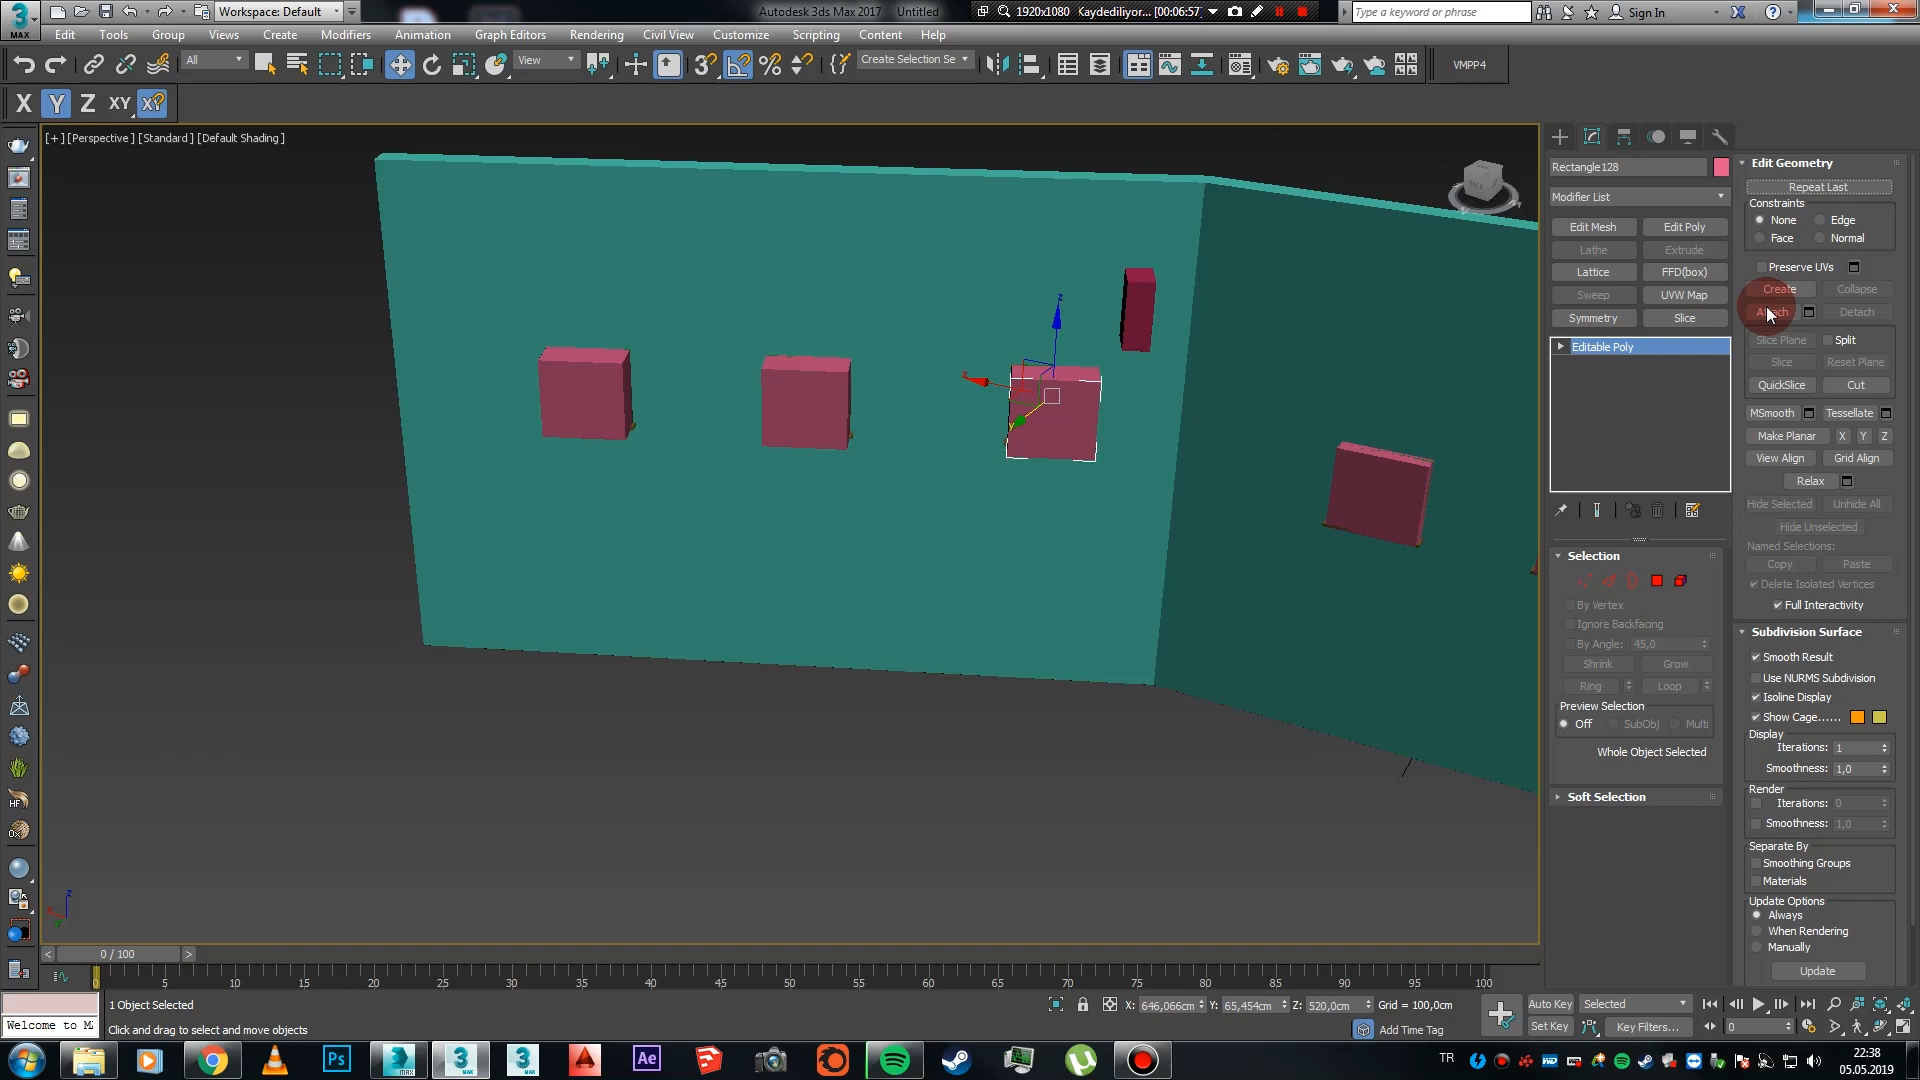 Workspace: Default
Autodesk 3ds Max 2017
Untitled
1920x1080
Kaydediliyor... [00:06:57]
Type a keyword or phrase
Sign In
MAX
Edit
Tools
Group
Views
Create
Modifiers
Animation
Graph Editors
Rendering
Civil View
Customize
Scripting
Content
Help
All
View
Create Selection Se
VMPP4
X
Y
Z
XY
[+] [Perspective ] [Standard ] [Default Shading ]
Rectangle128
Modifier List
Edit Mesh
Edit Poly
Lathe
Extrude
Lattice
FFD(box)
Sweep
UVW Map
Symmetry
Slice
Editable Poly
Selection
By Vertex
Ignore Backfacing
By Angle:
45,0
Shrink
Grow
Ring
Loop
Preview Selection
Off
SubObj
Multi
Whole Object Selected
Soft Selection
Edit Geometry
Repeat Last
Constraints
None
Edge
Face
Normal
Preserve UVs
Create
Collapse
Attach
Detach
Slice Plane
Split
Slice
Reset Plane
QuickSlice
Cut
MSmooth
Tessellate
Make Planar
X
Y
Z
View Align
Grid Align
Relax
Hide Selected
Unhide All
Hide Unselected
Named Selections:
Copy
Paste
Delete Isolated Vertices
Full Interactivity
Subdivision Surface
Smooth Result
Use NURMS Subdivision
Isoline Display
Show Cage......
Display
Iterations: 1
Smoothness: 1,0
Render
Iterations: 0
Smoothness: 1,0
Separate By
Smoothing Groups
Materials
Update Options
Always
When Rendering
Manually
Update
0 / 100
0 5 10 15 20 25 30 35 40 45 50 55 60 65 70 75 80 85 90 95 100
1 Object Selected
Click and drag to select and move objects
Welcome to M
X: 646,066cm
Y: 65,454cm
Z: 520,0cm
Grid = 100,0cm
Add Time Tag
Auto Key
Selected
Set Key
Key Filters...
0
TR
22:38
05.05.2019